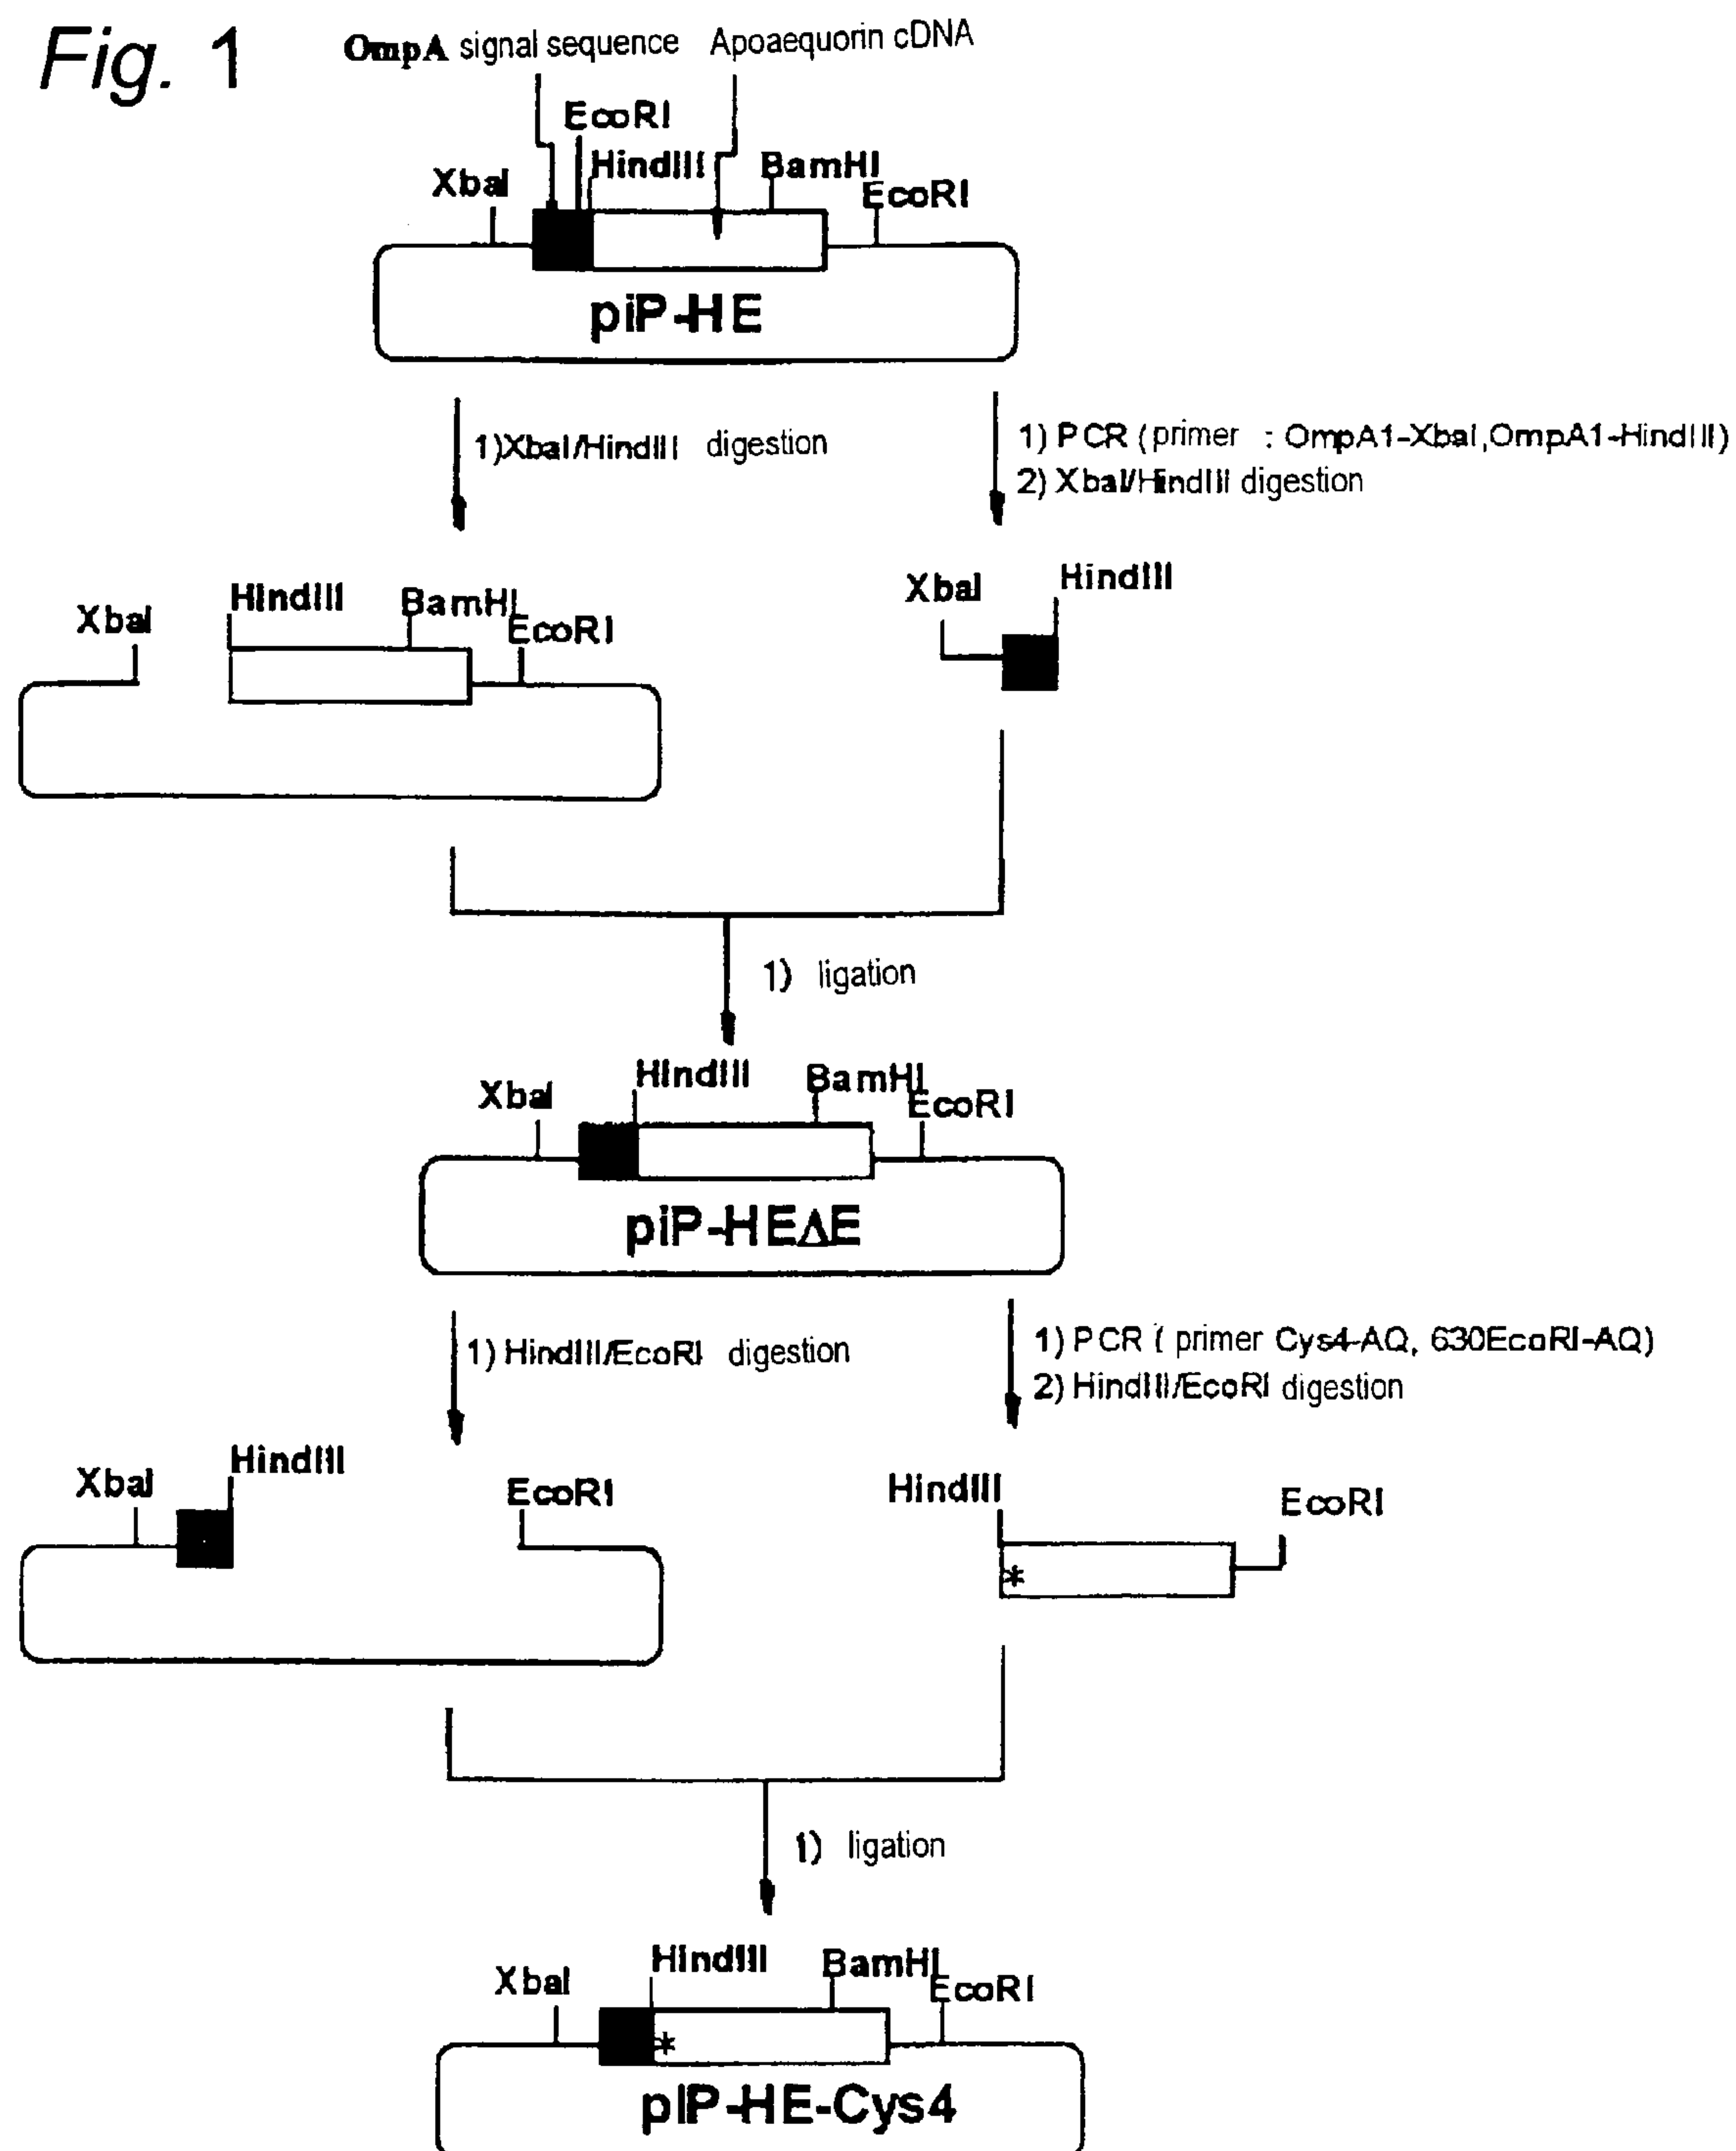 Fig. 1
OmpA signal sequence Apoaequorin cDNA
EcoRI
HindIII
BamHI
XbaI
EcoRI
piP-HE
1)XbaI/HindIII digestion
1) PCR (primer : OmpA1-XbaI,OmpA1-HindIII)
2) XbaI/HindIII digestion
XbaI
HindIII
BamHI
EcoRI
XbaI
HindIII
1) ligation
XbaI
HindIII
BamHI
EcoRI
piP-HEΔE
1) HindIII/EcoRI digestion
1) PCR ( primer Cys4-AQ, 630EcoRI-AQ)
2) HindIII/EcoRI digestion
XbaI
HindIII
EcoRI
HindIII
EcoRI
*
1) ligation
XbaI
HindIII
BamHI
EcoRI
*
pIP-HE-Cys4